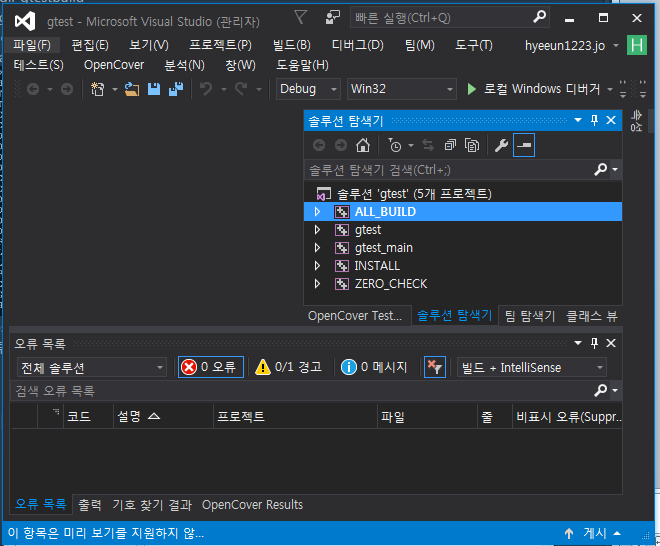 gtest - Microsoft Visual Studio (관리자)
빠른 실행(Ctrl+Q)
파일(F) 편집(E) 보기(V) 프로젝트(P) 빌드(B) 디버그(D) 팀(M) 도구(T) hyeeun1223.jo H
테스트(S) OpenCover 분석(N) 창(W) 도움말(H)
Debug Win32 로컬 Windows 디버거
솔루션 탐색기
솔루션 탐색기 검색(Ctrl+;)
솔루션 'gtest' (5개 프로젝트)
ALL_BUILD
gtest
gtest_main
INSTALL
ZERO_CHECK
OpenCover Test... 솔루션 탐색기 팀 탐색기 클래스 뷰
오류 목록
전체 솔루션 0 오류 0/1 경고 0 메시지 빌드 + IntelliSense
검색 오류 목록
코드 설명 프로젝트 파일 줄 비표시 오류(Suppr...
오류 목록 출력 기호 찾기 결과 OpenCover Results
이 항목은 미리 보기를 지원하지 않... 게시